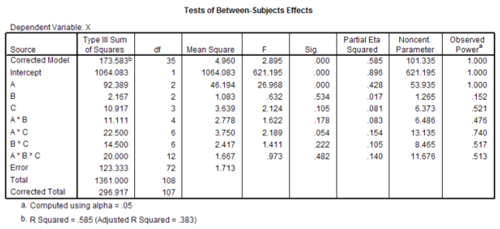 Tests of Between-Subjects Effects
Dependent Variable: X
Source Type III Sum of Squares df Mean Square F Sig. Partial Eta Squared Noncent. Parameter Observed Powerᵃ
Corrected Model 173.583ᵇ 35 4.960 2.895 .000 .585 101.335 1.000
Intercept 1064.083 1 1064.083 621.195 .000 .896 621.195 1.000
A 92.389 2 46.194 26.968 .000 .428 53.935 1.000
B 2.167 2 1.083 .632 .534 .017 1.265 .152
C 10.917 3 3.639 2.124 .105 .081 6.373 .521
A * B 11.111 4 2.778 1.622 .178 .083 6.486 .476
A * C 22.500 6 3.750 2.189 .054 .154 13.135 .740
B * C 14.500 6 2.417 1.411 .222 .105 8.465 .517
A * B * C 20.000 12 1.667 .973 .482 .140 11.676 .513
Error 123.333 72 1.713
Total 1361.000 108
Corrected Total 296.917 107
a. Computed using alpha = .05
b. R Squared = .585 (Adjusted R Squared = .383)